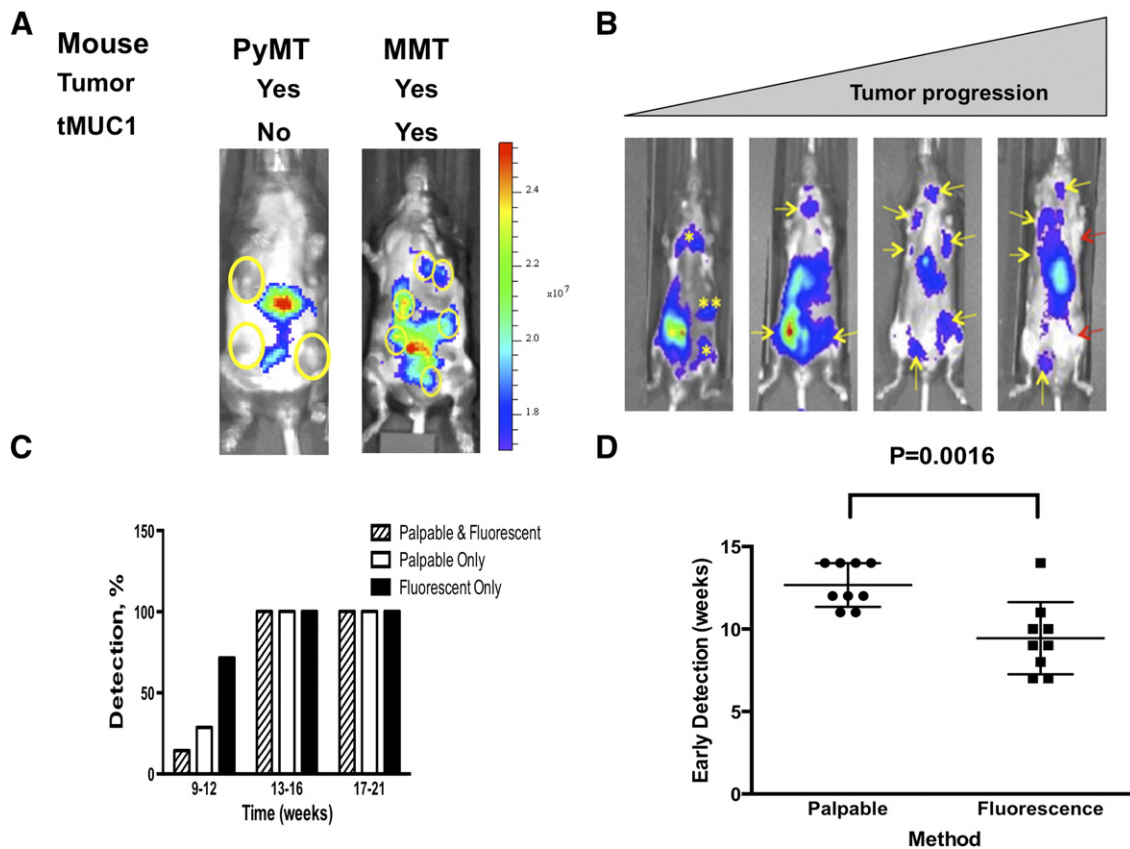 A
Mouse PyMT MMT
Tumor Yes Yes
tMUC1 No Yes
2.4
2.2
x10⁷
2.0
1.8
B
Tumor progression
*
**
*
C
Detection, %
150
100
50
0
9-12 13-16 17-21
Time (weeks)
Palpable & Fluorescent
Palpable Only
Fluorescent Only
D
P=0.0016
Early Detection (weeks)
15
10
5
0
Palpable Fluorescence
Method